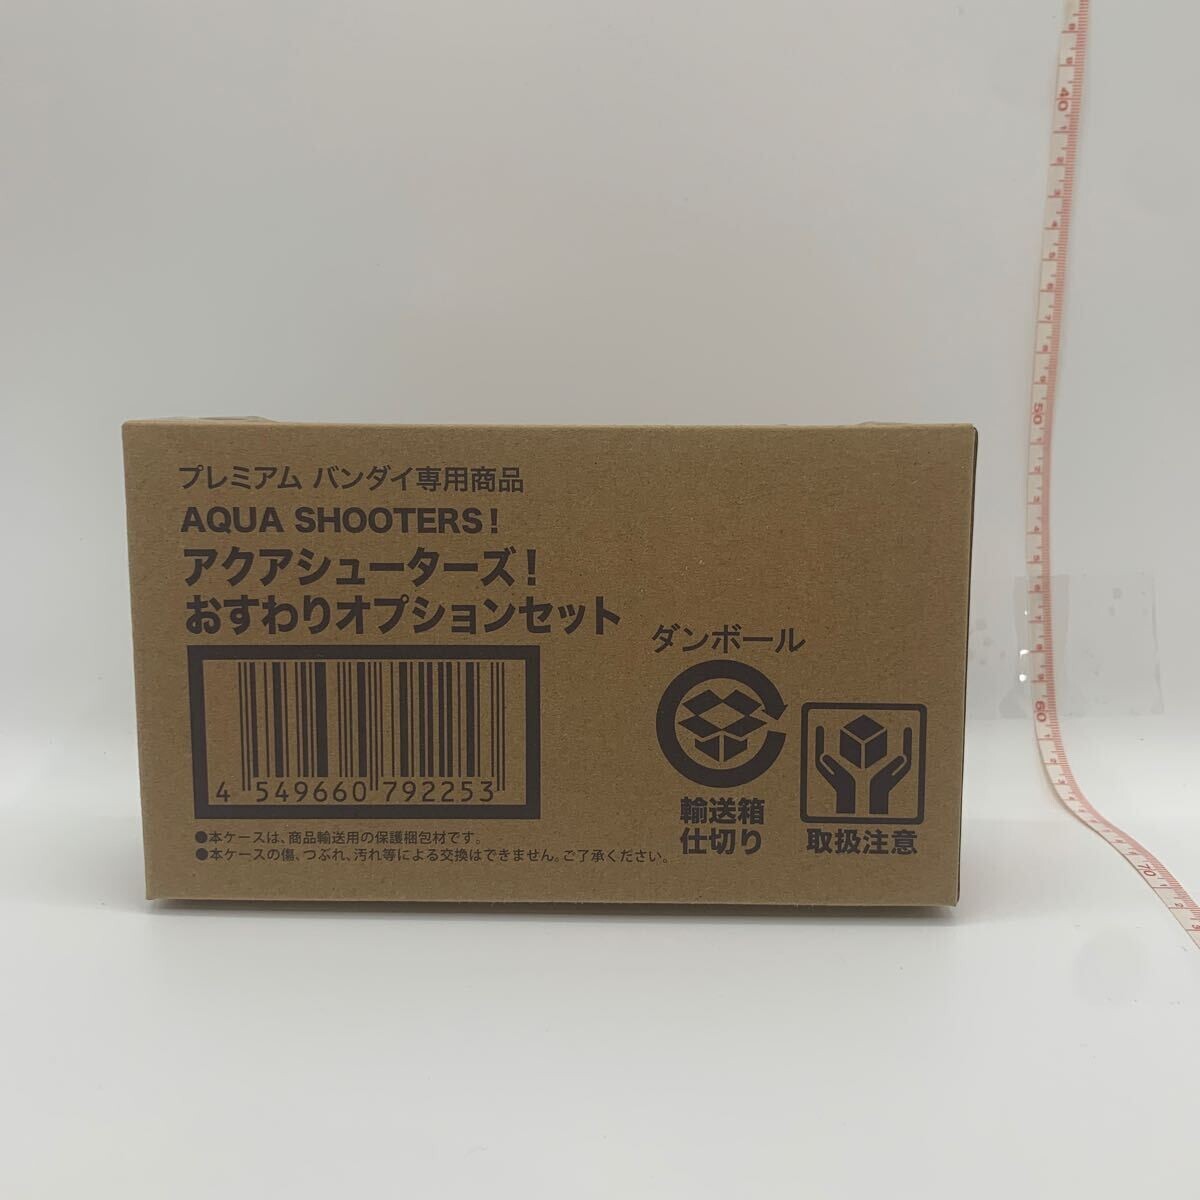 プレミアム バンダイ専用商品
AQUA SHOOTERS!
アクアシューターズ!
おすわりオプションセット
4 549660 792253
●本ケースは、商品輸送用の保護梱包材です。
●本ケースの傷、つぶれ、汚れ等による交換はできません。ご了承ください。
ダンボール
輸送箱
仕切り
取扱注意
40
50
60
70